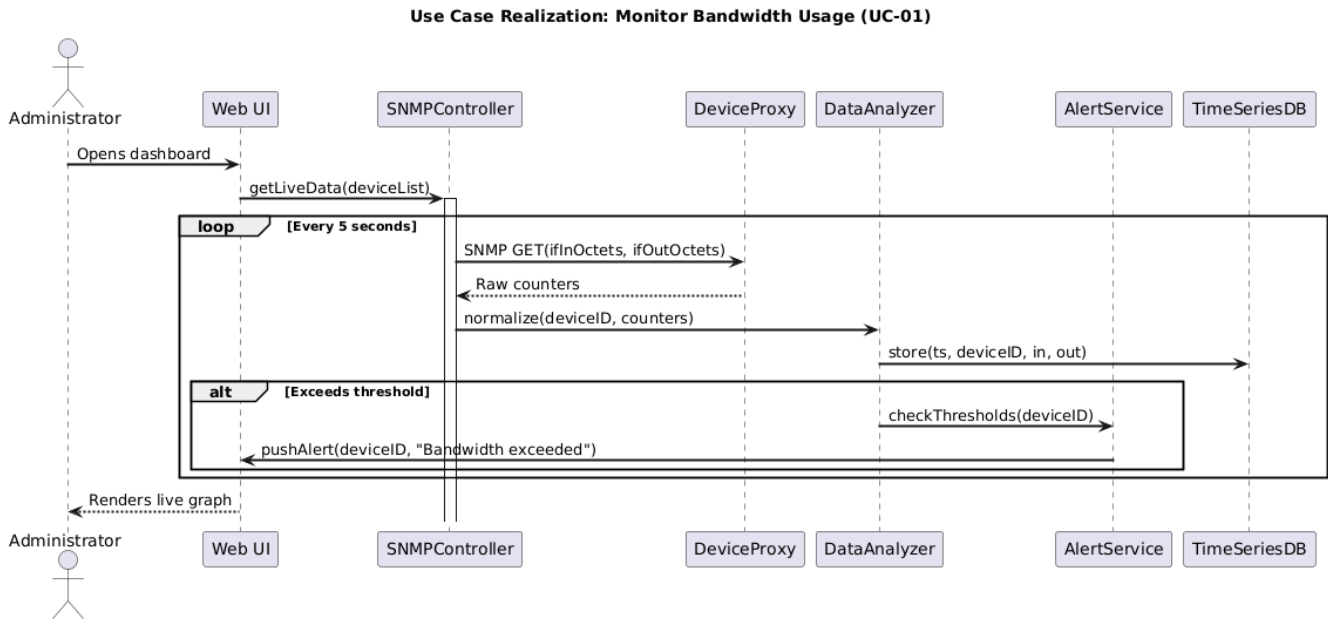 Use Case Realization: Monitor Bandwidth Usage (UC-01)
Administrator
Web UI
SNMPController
DeviceProxy
DataAnalyzer
AlertService
TimeSeriesDB
Opens dashboard
getLiveData(deviceList)
loop
[Every 5 seconds]
SNMP GET(ifInOctets, ifOutOctets)
Raw counters
normalize(deviceID, counters)
store(ts, deviceID, in, out)
alt
[Exceeds threshold]
checkThresholds(deviceID)
pushAlert(deviceID, "Bandwidth exceeded")
Renders live graph
Administrator
Web UI
SNMPController
DeviceProxy
DataAnalyzer
AlertService
TimeSeriesDB